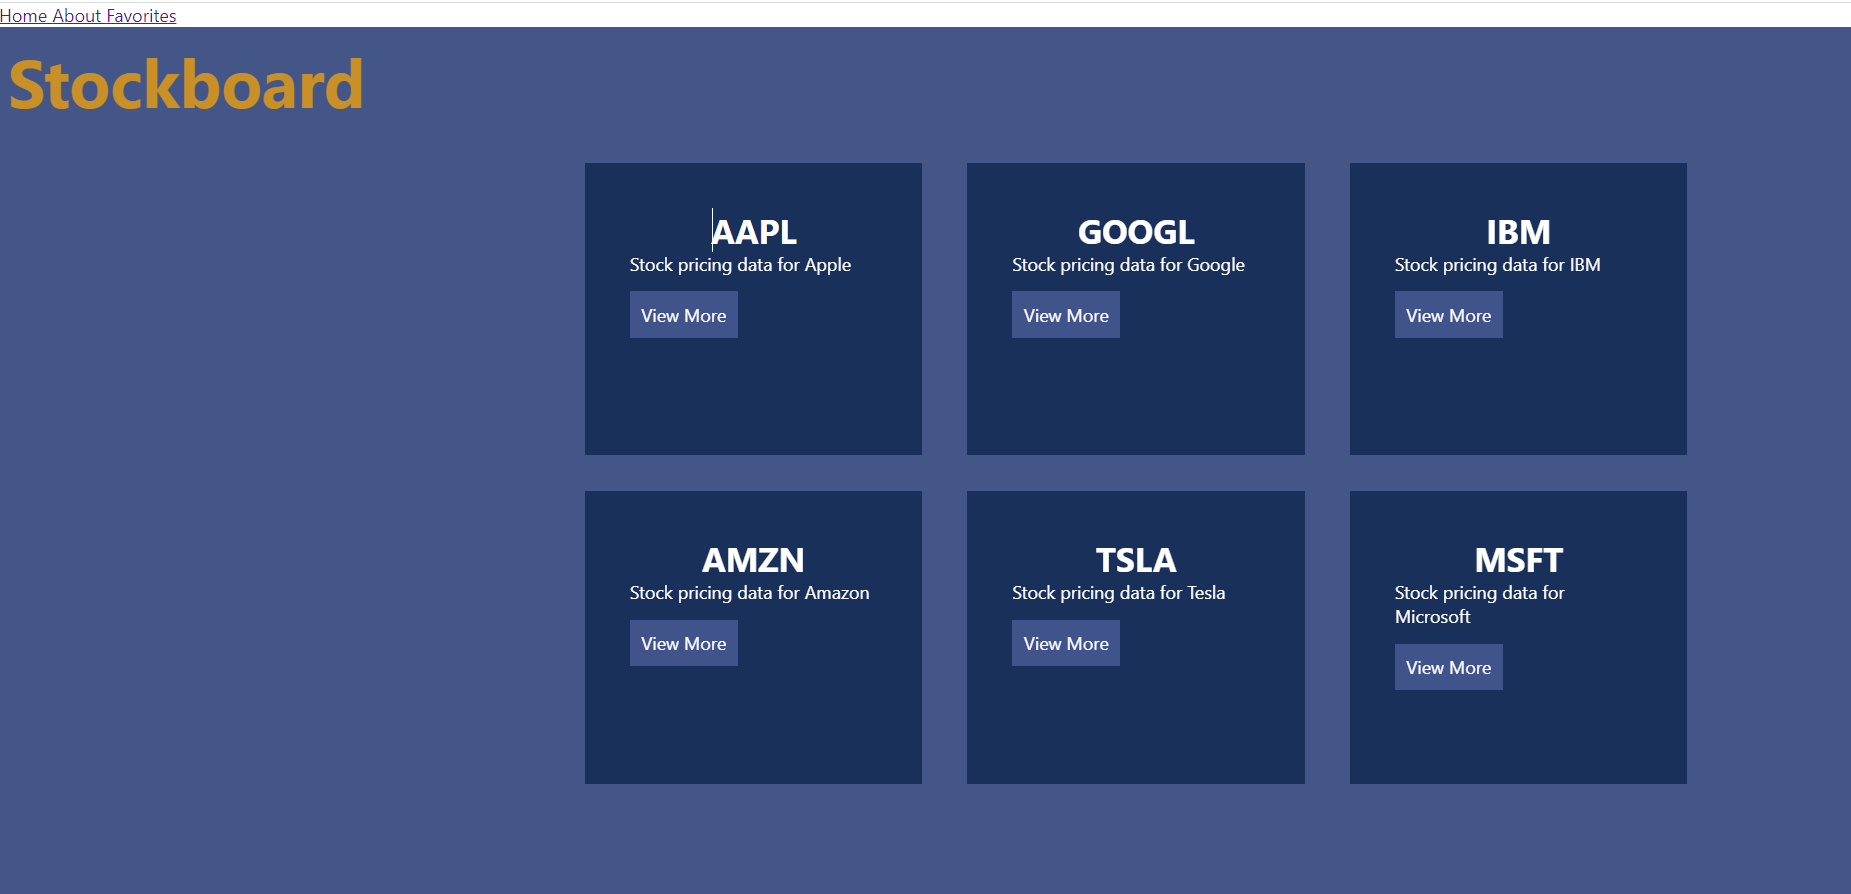 Home About Favorites
Stockboard
AAPL
Stock pricing data for Apple
View More
GOOGL
Stock pricing data for Google
View More
IBM
Stock pricing data for IBM
View More
AMZN
Stock pricing data for Amazon
View More
TSLA
Stock pricing data for Tesla
View More
MSFT
Stock pricing data for
Microsoft
View More